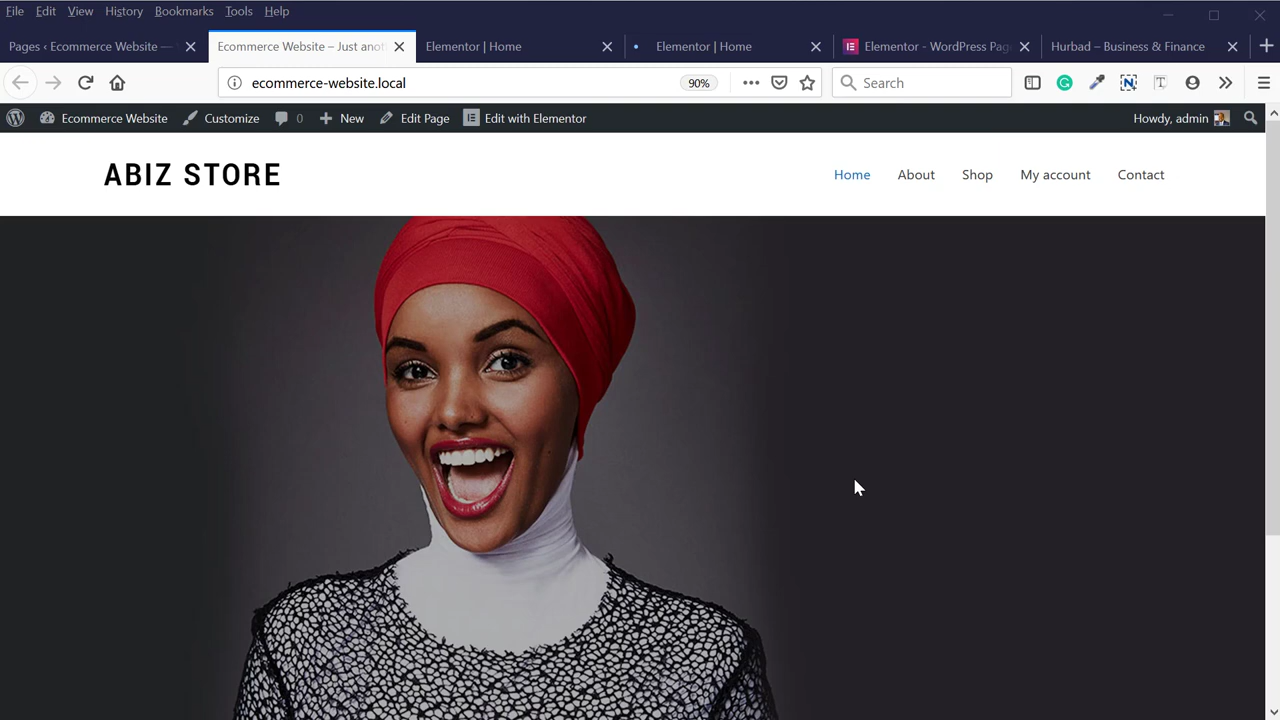 File Edit View History Bookmarks Tools Help
Pages ‹ Ecommerce Website — Ecommerce Website – Just anot Elementor | Home Elementor | Home Elementor - WordPress Pag Hurbad – Business & Finance
ecommerce-website.local 90% Search
Ecommerce Website Customize 0 New Edit Page Edit with Elementor Howdy, admin
ABIZ STORE Home About Shop My account Contact